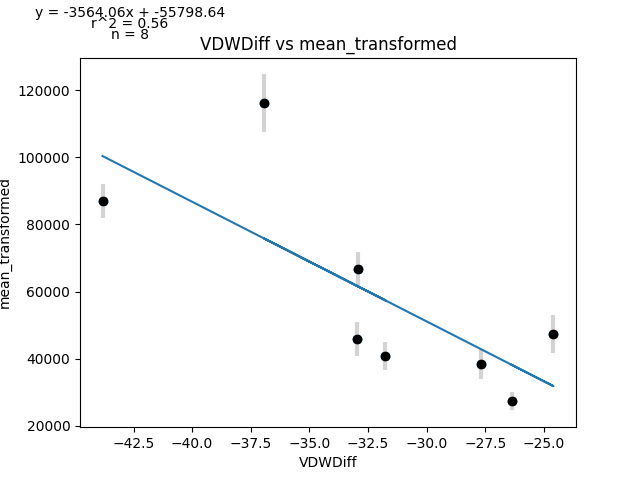 y = -3564.06x + -55798.64
r^2 = 0.56
n = 8
VDWDiff vs mean_transformed
mean_transformed
120000
100000
80000
60000
40000
20000
−42.5 −40.0 −37.5 −35.0 −32.5 −30.0 −27.5 −25.0
VDWDiff